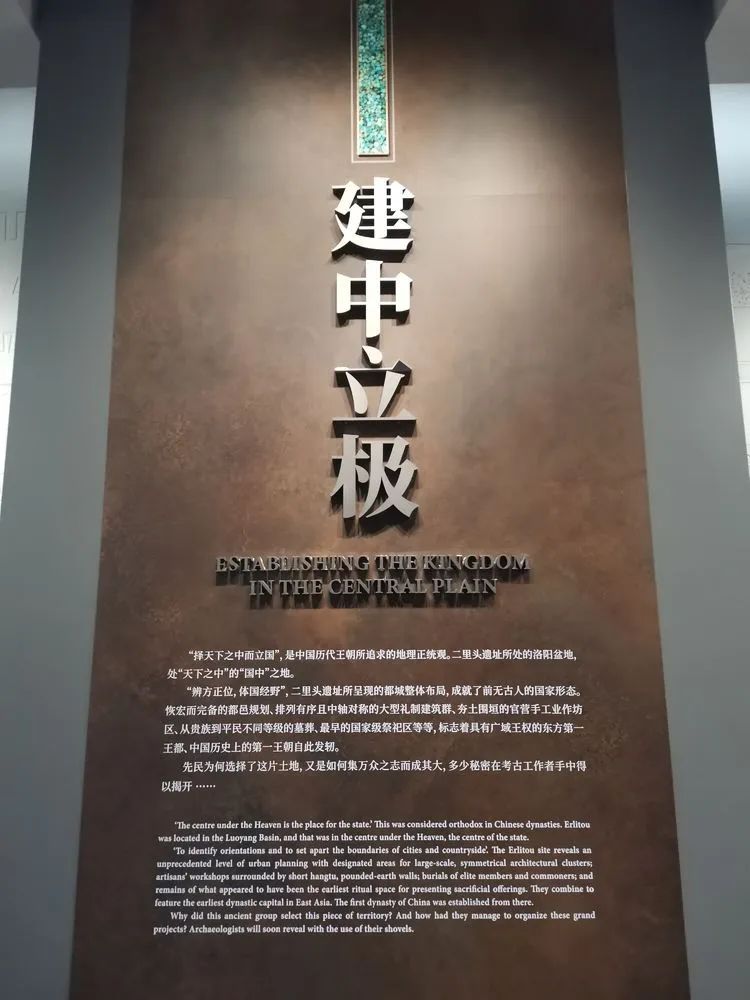 建中立极
ESTABLISHING THE KINGDOM
IN THE CENTRAL PLAIN
“择天下之中而立国”，是中国历代王朝所追求的地理正统观。二里头遗址所处的洛阳盆地，
处“天下之中”的“国中”之地。
“辨方正位，体国经野”，二里头遗址所呈现的都城整体布局，成就了前无古人的国家形态。
恢宏而完备的都邑规划、排列有序且中轴对称的大型礼制建筑群、夯土围垣的官营手工业作坊
区、从贵族到平民不同等级的墓葬、最早的国家级祭祀区等等，标志着具有广域王权的东方第一
王都、中国历史上的第一王朝自此发轫。
先民为何选择了这片土地，又是如何集万众之志而成其大，多少秘密在考古工作者手中得
以揭开……
‘The centre under the Heaven is the place for the state.’ This was considered orthodox in Chinese dynasties. Erlitou
was located in the Luoyang Basin, and that was in the centre under the Heaven, the centre of the state.
‘To identify orientations and to set apart the boundaries of cities and countryside’. The Erlitou site reveals an
unprecedented level of urban planning with designated areas for large-scale, symmetrical architectural clusters;
artisans’ workshops surrounded by short hangtu, pounded-earth walls; burials of elite members and commoners; and
remains of what appeared to have been the earliest ritual space for presenting sacrificial offerings. They combine to
feature the earliest dynastic capital in East Asia. The first dynasty of China was established from there.
Why did this ancient group select this piece of territory? And how had they manage to organize these grand
projects? Archaeologists will soon reveal with the use of their shovels.